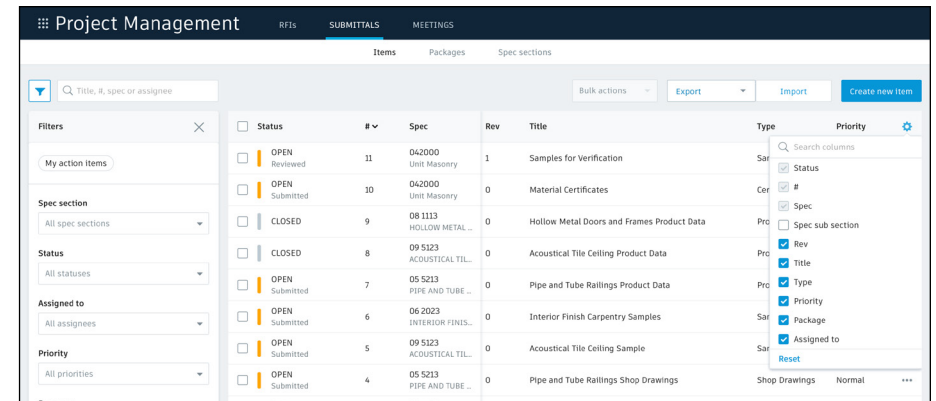 Project Management RFIs SUBMITTALS MEETINGS
Items Packages Spec sections
Title, #, spec or assignee Bulk actions Export Import Create new Item
Filters
My action items
Spec section
All spec sections
Status
All statuses
Assigned to
All assignees
Priority
All priorities
Status # Spec Rev Title Type Priority
OPEN 042000
Reviewed 11 Unit Masonry 1 Samples for Verification
OPEN 042000
Submitted 10 Unit Masonry 0 Material Certificates
CLOSED 9 08 1113 0 Hollow Metal Doors and Frames Product Data
HOLLOW METAL ...
CLOSED 8 09 5123 0 Acoustical Tile Ceiling Product Data
ACOUSTICAL TIL...
OPEN 05 5213
Submitted 7 PIPE AND TUBE ... 0 Pipe and Tube Railings Product Data
OPEN 06 2023
Submitted 6 INTERIOR FINIS... 0 Interior Finish Carpentry Samples
OPEN 09 5123
Submitted 5 ACOUSTICAL TIL... 0 Acoustical Tile Ceiling Sample
OPEN 05 5213
Submitted 4 PIPE AND TUBE ... 0 Pipe and Tube Railings Shop Drawings Shop Drawings Normal
Search columns
Status
#
Spec
Spec sub section
Rev
Title
Type
Priority
Package
Assigned to
Reset